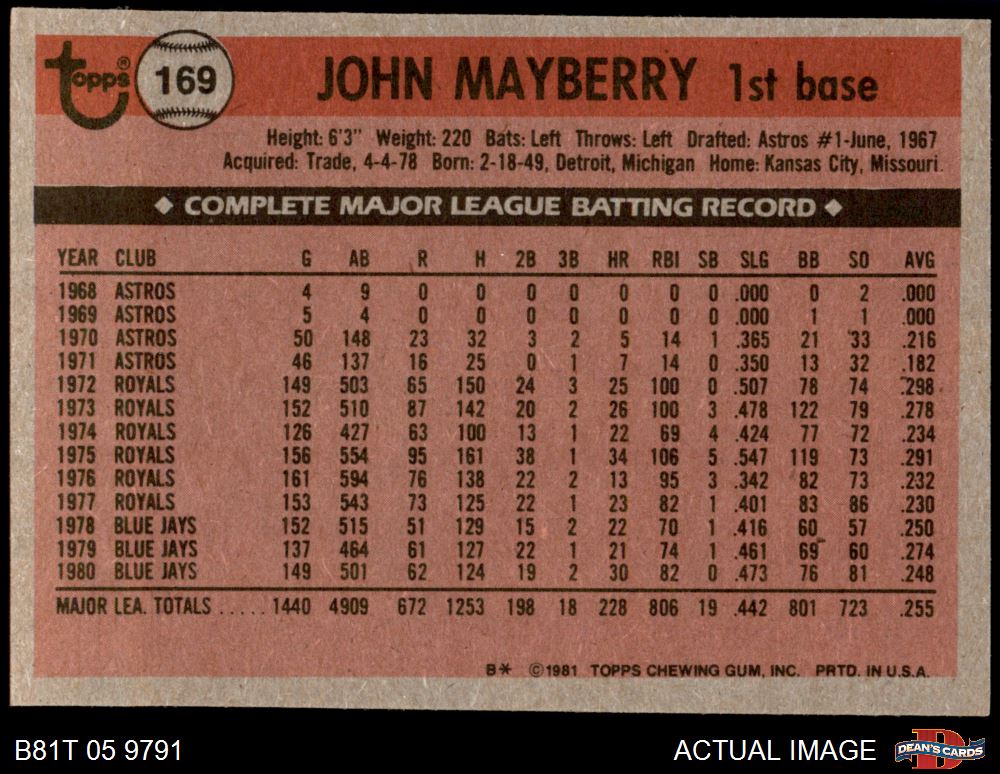 topps® 169 JOHN MAYBERRY 1st base
Height: 6'3" Weight: 220 Bats: Left Throws: Left Drafted: Astros #1-June, 1967
Acquired: Trade, 4-4-78 Born: 2-18-49, Detroit, Michigan Home: Kansas City, Missouri.
◆ COMPLETE MAJOR LEAGUE BATTING RECORD ◆
YEAR CLUB G AB R H 2B 3B HR RBI SB SLG BB SO AVG
1968 ASTROS 4 9 0 0 0 0 0 0 0 .000 0 2 .000
1969 ASTROS 5 4 0 0 0 0 0 0 0 .000 1 1 .000
1970 ASTROS 50 148 23 32 3 2 5 14 1 .365 21 33 .216
1971 ASTROS 46 137 16 25 0 1 7 14 0 .350 13 32 .182
1972 ROYALS 149 503 65 150 24 3 25 100 0 .507 78 74 .298
1973 ROYALS 152 510 87 142 20 2 26 100 3 .478 122 79 .278
1974 ROYALS 126 427 63 100 13 1 22 69 4 .424 77 72 .234
1975 ROYALS 156 554 95 161 38 1 34 106 5 .547 119 73 .291
1976 ROYALS 161 594 76 138 22 2 13 95 3 .342 82 73 .232
1977 ROYALS 153 543 73 125 22 1 23 82 1 .401 83 86 .230
1978 BLUE JAYS 152 515 51 129 15 2 22 70 1 .416 60 57 .250
1979 BLUE JAYS 137 464 61 127 22 1 21 74 1 .461 69 60 .274
1980 BLUE JAYS 149 501 62 124 19 2 30 82 0 .473 76 81 .248
MAJOR LEA. TOTALS ..... 1440 4909 672 1253 198 18 228 806 19 .442 801 723 .255
B* ©1981 TOPPS CHEWING GUM, INC. PRTD. IN U.S.A.
B81T 05 9791 ACTUAL IMAGE DEAN'S CARDS